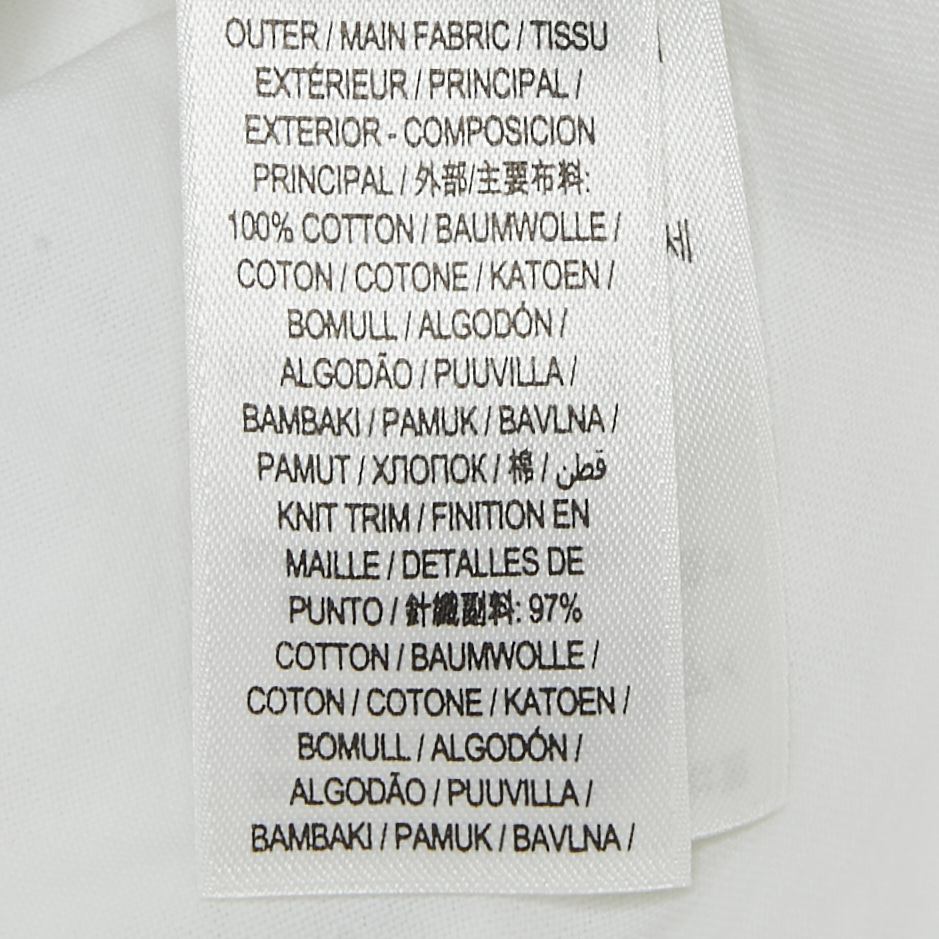 OUTER / MAIN FABRIC / TISSU
EXTÉRIEUR / PRINCIPAL /
EXTERIOR - COMPOSICION
PRINCIPAL / 外部/主要布料:
100% COTTON / BAUMWOLLE /
COTON / COTONE / KATOEN /
BOMULL / ALGODÓN /
ALGODÃO / PUUVILLA /
BAMBAKI / PAMUK / BAVLNA /
PAMUT / ХЛОПОК / 棉 / قطن
KNIT TRIM / FINITION EN
MAILLE / DETALLES DE
PUNTO / 針織副料: 97%
COTTON / BAUMWOLLE /
COTON / COTONE / KATOEN /
BOMULL / ALGODÓN /
ALGODÃO / PUUVILLA /
BAMBAKI / PAMUK / BAVLNA /